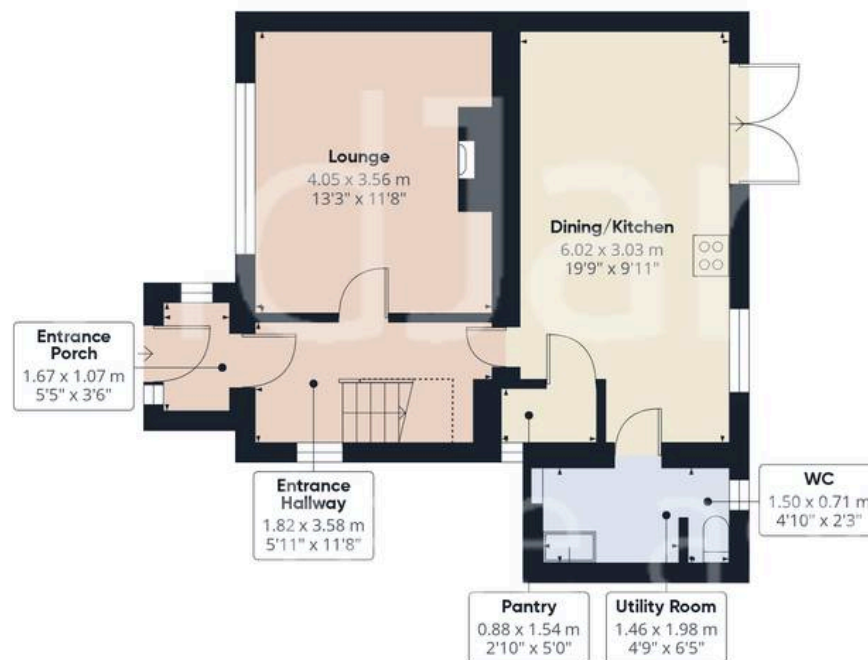 Lounge
4.05 x 3.56 m
13'3" x 11'8"
Dining/Kitchen
6.02 x 3.03 m
19'9" x 9'11"
Entrance
Porch
1.67 x 1.07 m
5'5" x 3'6"
Entrance
Hallway
1.82 x 3.58 m
5'11" x 11'8"
WC
1.50 x 0.71 m
4'10" x 2'3"
Pantry
0.88 x 1.54 m
2'10" x 5'0"
Utility Room
1.46 x 1.98 m
4'9" x 6'5"